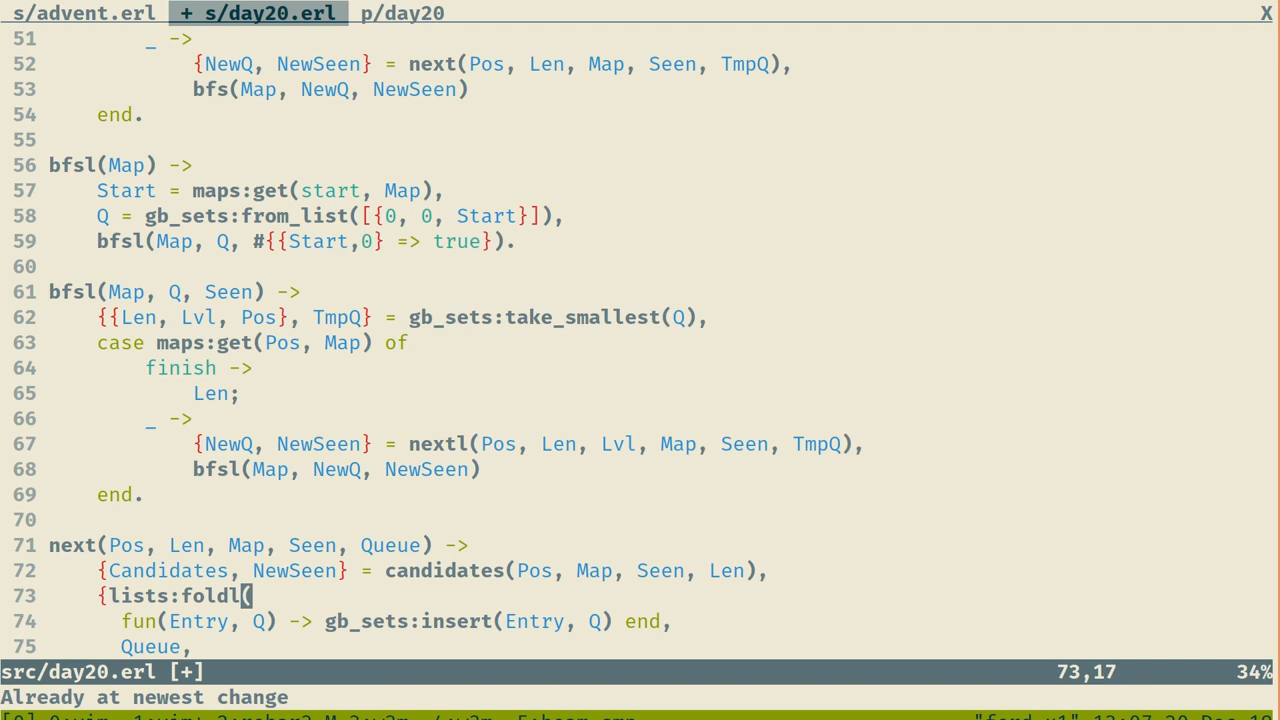 s/advent.erl + s/day20.erl p/day20 X
51 _ ->
52 {NewQ, NewSeen} = next(Pos, Len, Map, Seen, TmpQ),
53 bfs(Map, NewQ, NewSeen)
54 end.
55
56 bfsl(Map) ->
57 Start = maps:get(start, Map),
58 Q = gb_sets:from_list([{0, 0, Start}]),
59 bfsl(Map, Q, #{{Start,0} => true}).
60
61 bfsl(Map, Q, Seen) ->
62 {{Len, Lvl, Pos}, TmpQ} = gb_sets:take_smallest(Q),
63 case maps:get(Pos, Map) of
64 finish ->
65 Len;
66 _ ->
67 {NewQ, NewSeen} = nextl(Pos, Len, Lvl, Map, Seen, TmpQ),
68 bfsl(Map, NewQ, NewSeen)
69 end.
70
71 next(Pos, Len, Map, Seen, Queue) ->
72 {Candidates, NewSeen} = candidates(Pos, Map, Seen, Len),
73 {lists:foldl(
74 fun(Entry, Q) -> gb_sets:insert(Entry, Q) end,
75 Queue,
src/day20.erl [+] 73,17 34%
Already at newest change